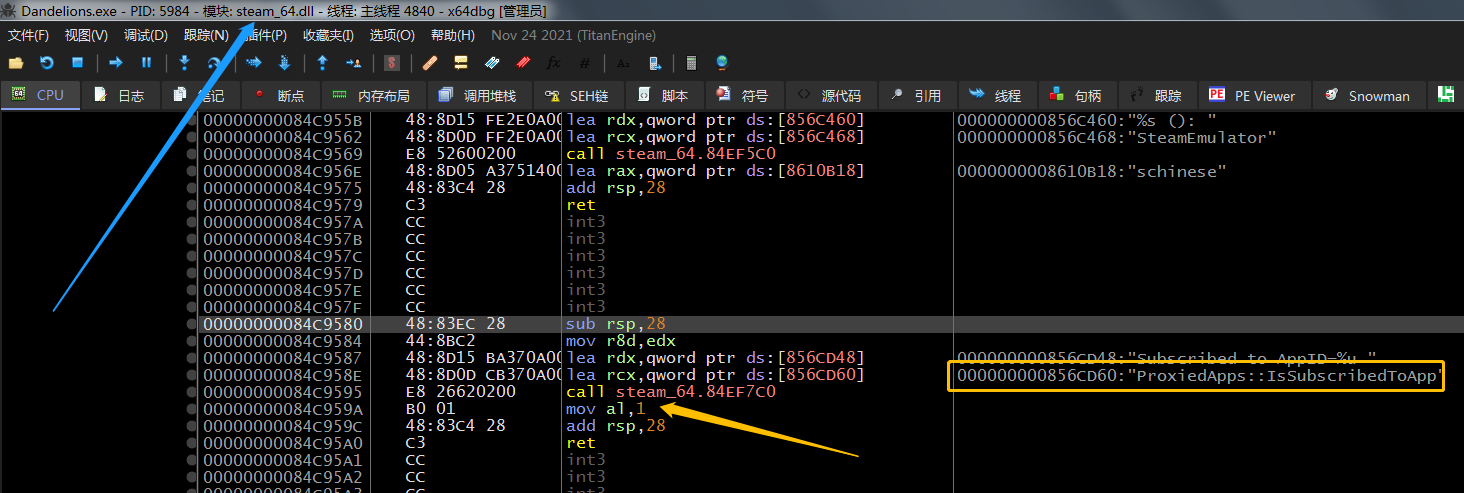 Dandelions.exe - PID: 5984 - 模块: steam_64.dll - 线程: 主线程 4840 - x64dbg [管理员]
文件(F) 视图(V) 调试(D) 跟踪(N) 插件(P) 收藏夹(I) 选项(O) 帮助(H) Nov 24 2021 (TitanEngine)
CPU 日志 笔记 断点 内存布局 调用堆栈 SEH链 脚本 符号 源代码 引用 线程 句柄 跟踪 PE Viewer Snowman
00000000084C955B 48:8D15 FE2E0A00 lea rdx,qword ptr ds:[856C460] 000000000856C460:"%s (): "
00000000084C9562 48:8D0D FF2E0A00 lea rcx,qword ptr ds:[856C468] 000000000856C468:"SteamEmulator"
00000000084C9569 E8 52600200 call steam_64.84EF5C0
00000000084C956E 48:8D05 A3751400 lea rax,qword ptr ds:[8610B18] 0000000008610B18:"schinese"
00000000084C9575 48:83C4 28 add rsp,28
00000000084C9579 C3 ret
00000000084C957A CC int3
00000000084C957B CC int3
00000000084C957C CC int3
00000000084C957D CC int3
00000000084C957E CC int3
00000000084C957F CC int3
00000000084C9580 48:83EC 28 sub rsp,28
00000000084C9584 44:8BC2 mov r8d,edx
00000000084C9587 48:8D15 BA370A00 lea rdx,qword ptr ds:[856CD48] 000000000856CD48:"Subscribed to AppID=%u "
00000000084C958E 48:8D0D CB370A00 lea rcx,qword ptr ds:[856CD60] 000000000856CD60:"ProxiedApps::IsSubscribedToApp"
00000000084C9595 E8 26620200 call steam_64.84EF7C0
00000000084C959A B0 01 mov al,1
00000000084C959C 48:83C4 28 add rsp,28
00000000084C95A0 C3 ret
00000000084C95A1 CC int3
00000000084C95A2 CC int3
00000000084C95A3 CC int3